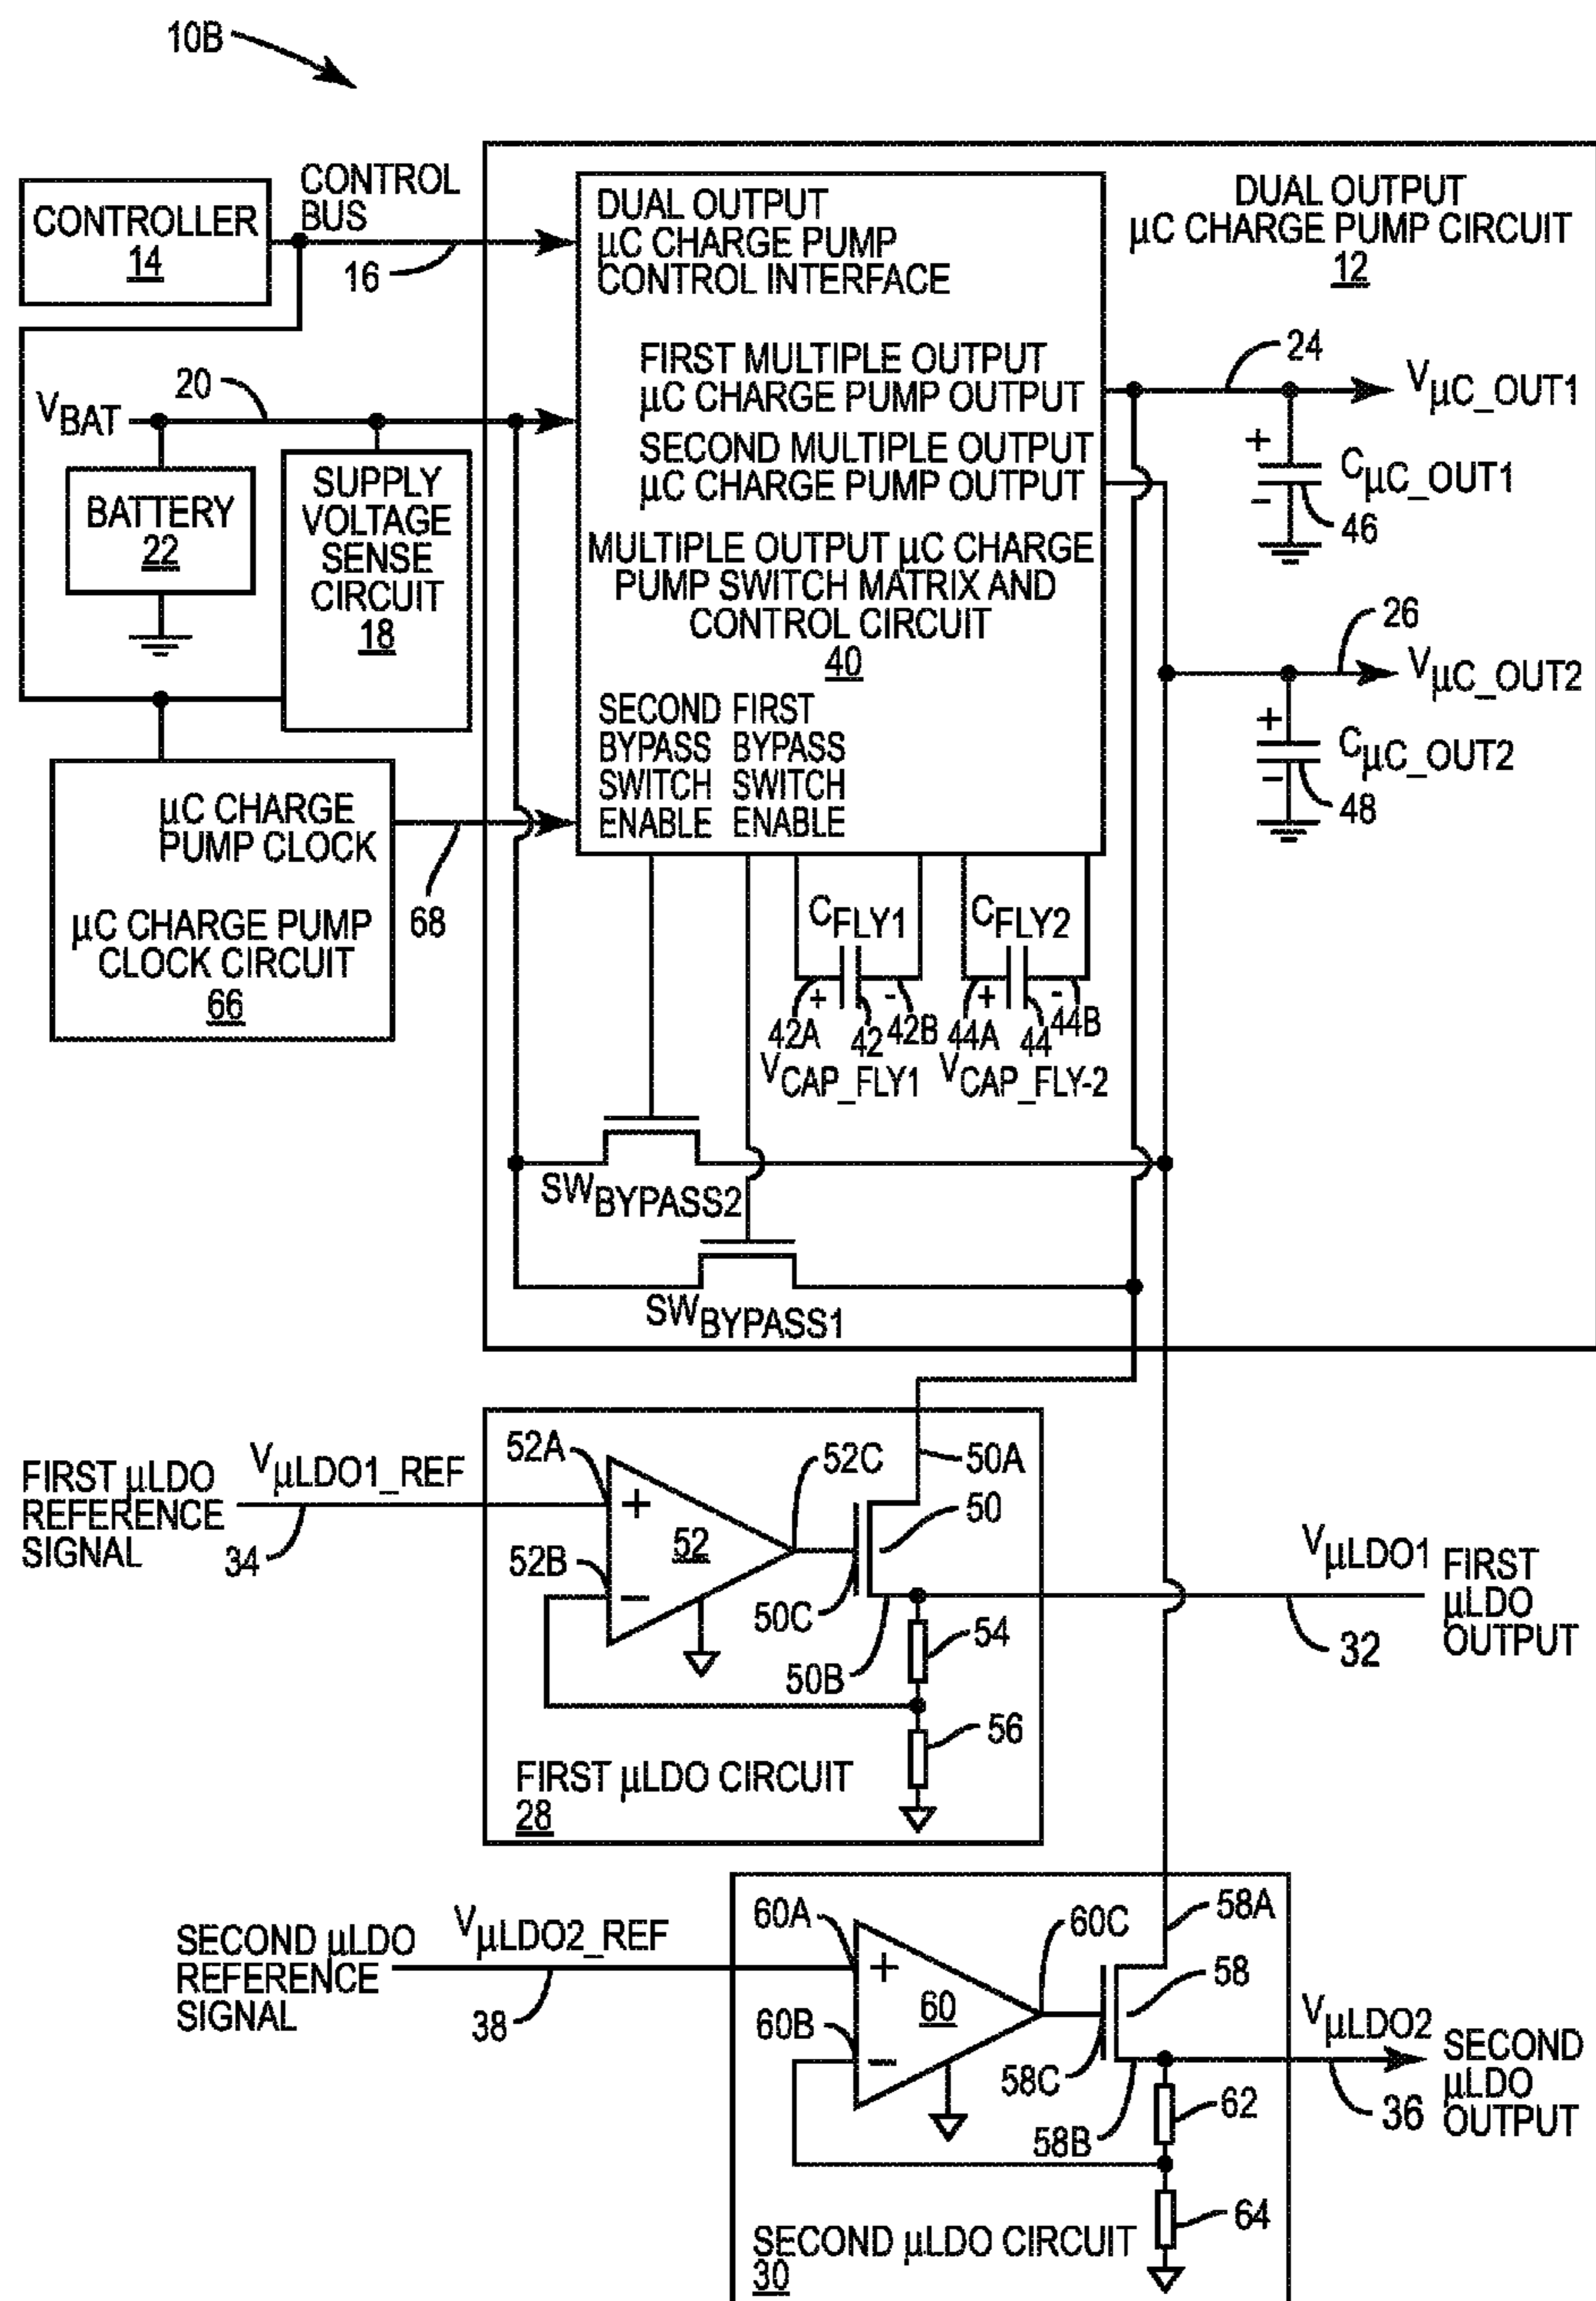 10B
CONTROLLER
14
CONTROL
BUS
16
DUAL OUTPUT
µC CHARGE PUMP
CONTROL INTERFACE
DUAL OUTPUT
µC CHARGE PUMP CIRCUIT
12
FIRST MULTIPLE OUTPUT
µC CHARGE PUMP OUTPUT
24
VµC_OUT1
VBAT
20
SECOND MULTIPLE OUTPUT
µC CHARGE PUMP OUTPUT
+
CµC_OUT1
-
46
BATTERY
22
SUPPLY
VOLTAGE
SENSE
CIRCUIT
18
MULTIPLE OUTPUT µC CHARGE
PUMP SWITCH MATRIX AND
CONTROL CIRCUIT
40
26
VµC_OUT2
+
CµC_OUT2
-
48
SECOND
BYPASS
SWITCH
ENABLE
FIRST
BYPASS
SWITCH
ENABLE
µC CHARGE
PUMP CLOCK
68
µC CHARGE PUMP
CLOCK CIRCUIT
66
CFLY1
CFLY2
+ -
+ -
42A 42 42B
44A 44 44B
VCAP_FLY1
VCAP_FLY-2
SWBYPASS2
SWBYPASS1
FIRST µLDO
REFERENCE
SIGNAL
VµLDO1_REF
34
52A
+
52
52B
-
52C
50A
50
50C
50B
54
56
FIRST µLDO CIRCUIT
28
VµLDO1
32
FIRST
µLDO
OUTPUT
SECOND µLDO
REFERENCE
SIGNAL
VµLDO2_REF
38
60A
+
60
60B
-
60C
58A
58
58C
58B
62
64
SECOND µLDO CIRCUIT
30
VµLDO2
36
SECOND
µLDO
OUTPUT